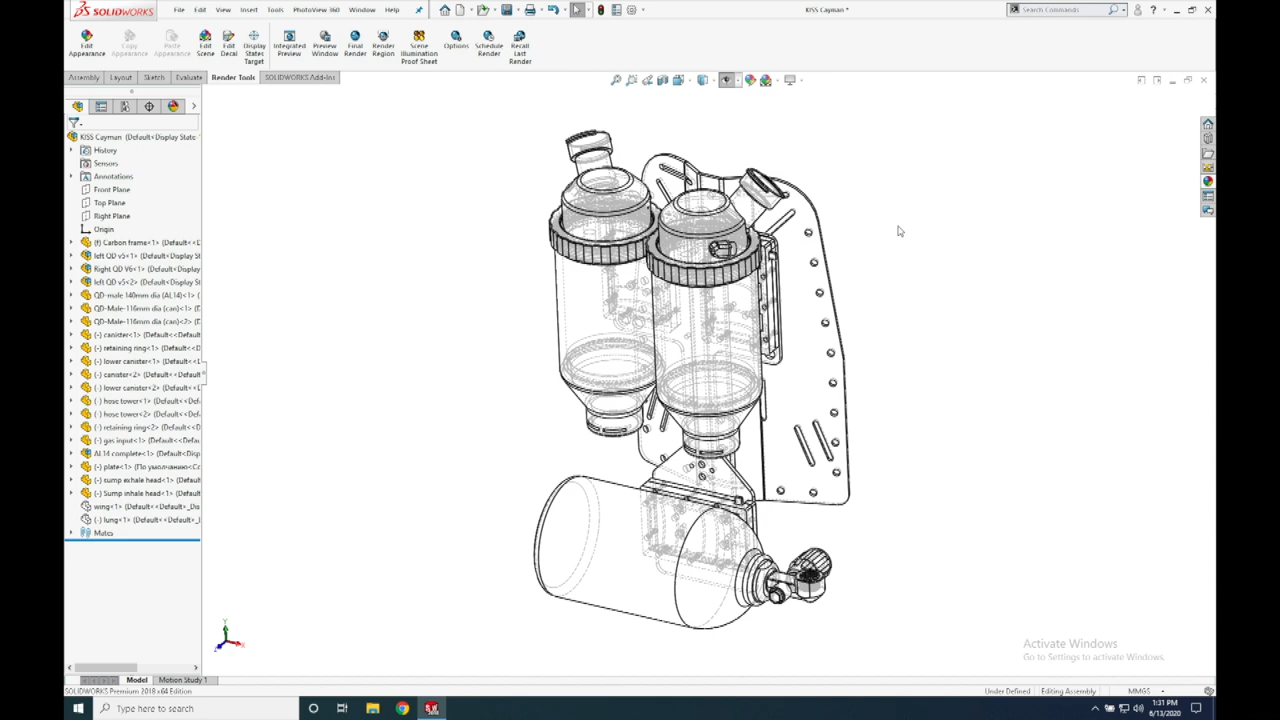 SOLIDWORKS
File
Edit
View
Insert
Tools
PhotoView 360
Window
Help
KISS Cayman *
Search Commands
Edit Appearance
Copy Appearance
Paste Appearance
Edit Scene
Edit Decal
Display States Target
Integrated Preview
Preview Window
Final Render
Render Region
Scene Illumination Proof Sheet
Options
Schedule Render
Recall Last Render
Assembly
Layout
Sketch
Evaluate
Render Tools
SOLIDWORKS Add-Ins
KISS Cayman (Default<Display State-
History
Sensors
Annotations
Front Plane
Top Plane
Right Plane
Origin
(f) Carbon frame<1> (Default<<D
left QD v5<1> (Default<Display St
Right QD V6<1> (Default<Display
left QD v5<2> (Default<Display St
QD-male 140mm dia (AL14)<1> (
QD-Male-116mm dia (can)<1> (D
QD-Male-116mm dia (can)<2> (D
(-) canister<1> (Default<<Default
(-) retaining ring<1> (Default<<D
(-) lower canister<1> (Default<<D
(-) canister<2> (Default<<Default
(-) lower canister<2> (Default<<D
(-) hose tower<1> (Default<<Def
(-) hose tower<2> (Default<<Def
(-) retaining ring<2> (Default<<D
(-) gas input<1> (Default<<Defau
AL14 complete<1> (Default<Disp
(-) plate<1> (По умолчанию<<С
(-) sump exhale head<1> (Defaul
(-) Sump inhale head<1> (Defaul
wing<1> (Default<<Default>_Dis
(-) lung<1> (Default<<Default>_
Mates
Y
X
Z
Activate Windows
Go to Settings to activate Windows.
Model
Motion Study 1
SOLIDWORKS Premium 2018 x64 Edition
Under Defined
Editing Assembly
MMGS
Type here to search
1:31 PM
6/13/2020